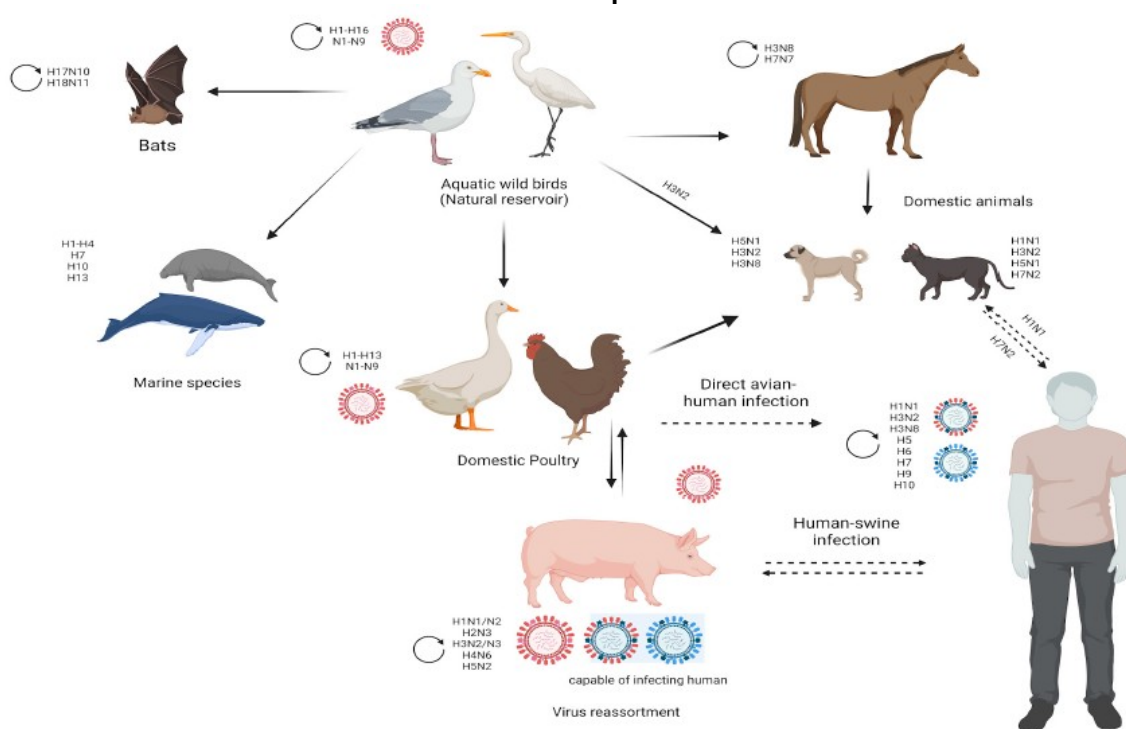 H1-H16
N1-N9
H17N10
H18N11
Bats
Aquatic wild birds
(Natural reservoir)
H3N8
H7N7
H3N2
Domestic animals
H1-H4
H7
H10
H13
Marine species
H5N1
H3N2
H3N8
H1N1
H3N2
H5N1
H7N2
H1N1
H7N2
H1-H13
N1-N9
Domestic Poultry
Direct avian-
human infection
H1N1
H3N2
H3N8
H5
H6
H7
H9
H10
Human-swine
infection
H1N1/N2
H2N3
H3N2/N3
H4N6
H5N2
capable of infecting human
Virus reassortment